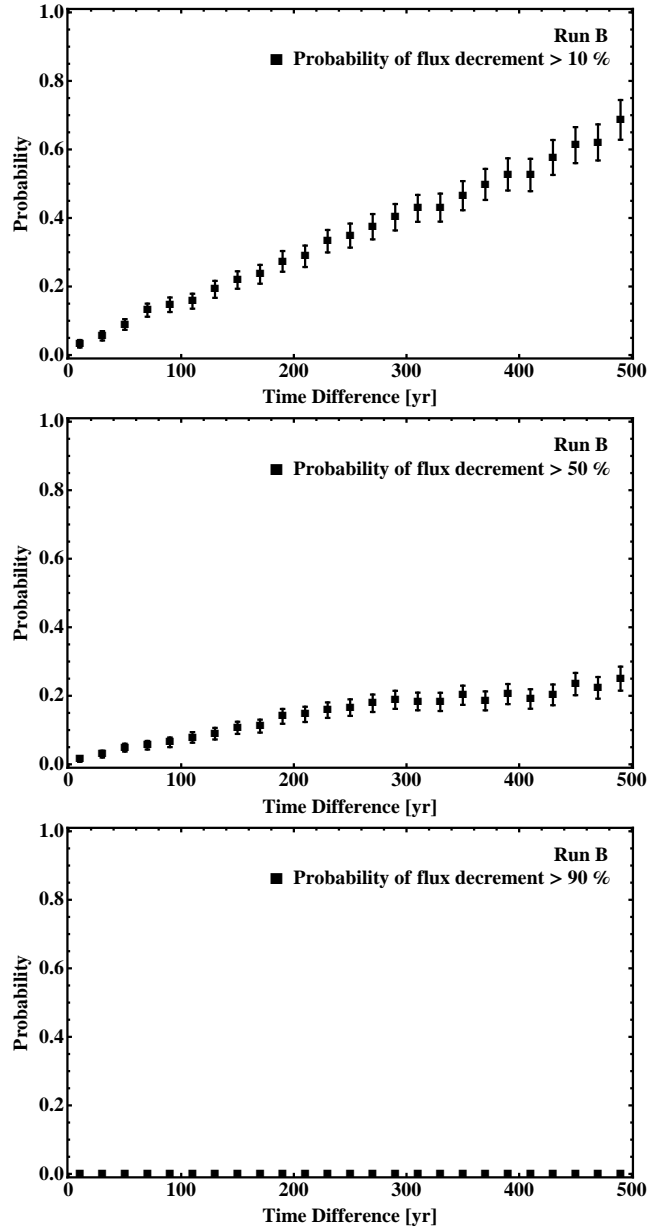 1.0
Run B
■ Probability of flux decrement > 10 %
0.8
0.6
Probability
0.4
0.2
0.0
0 100 200 300 400 500
Time Difference [yr]
1.0
Run B
■ Probability of flux decrement > 50 %
0.8
0.6
Probability
0.4
0.2
0.0
0 100 200 300 400 500
Time Difference [yr]
1.0
Run B
■ Probability of flux decrement > 90 %
0.8
0.6
Probability
0.4
0.2
0.0
0 100 200 300 400 500
Time Difference [yr]